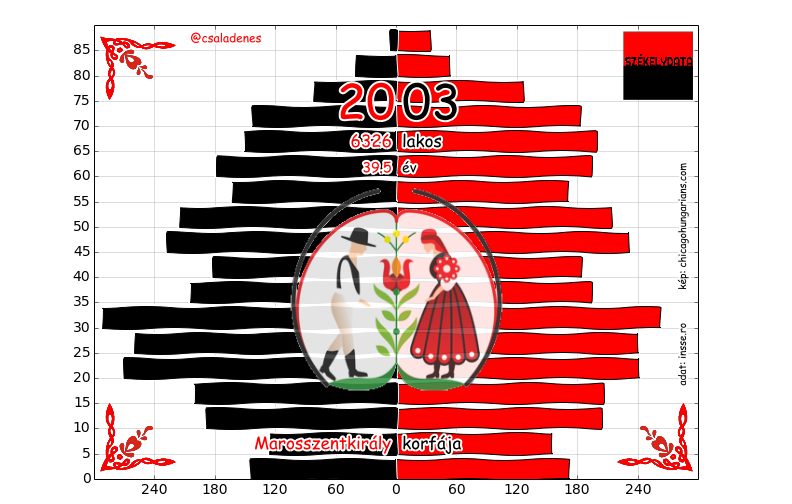 @csaladenes
SZÉKELYDATA
2003
6326 lakos
39.5 év
kép: chicagohungarians.com
adat: insse.ro
Marosszentkirály korfája
85
80
75
70
65
60
55
50
45
40
35
30
25
20
15
10
5
0
240 180 120 60 0 60 120 180 240